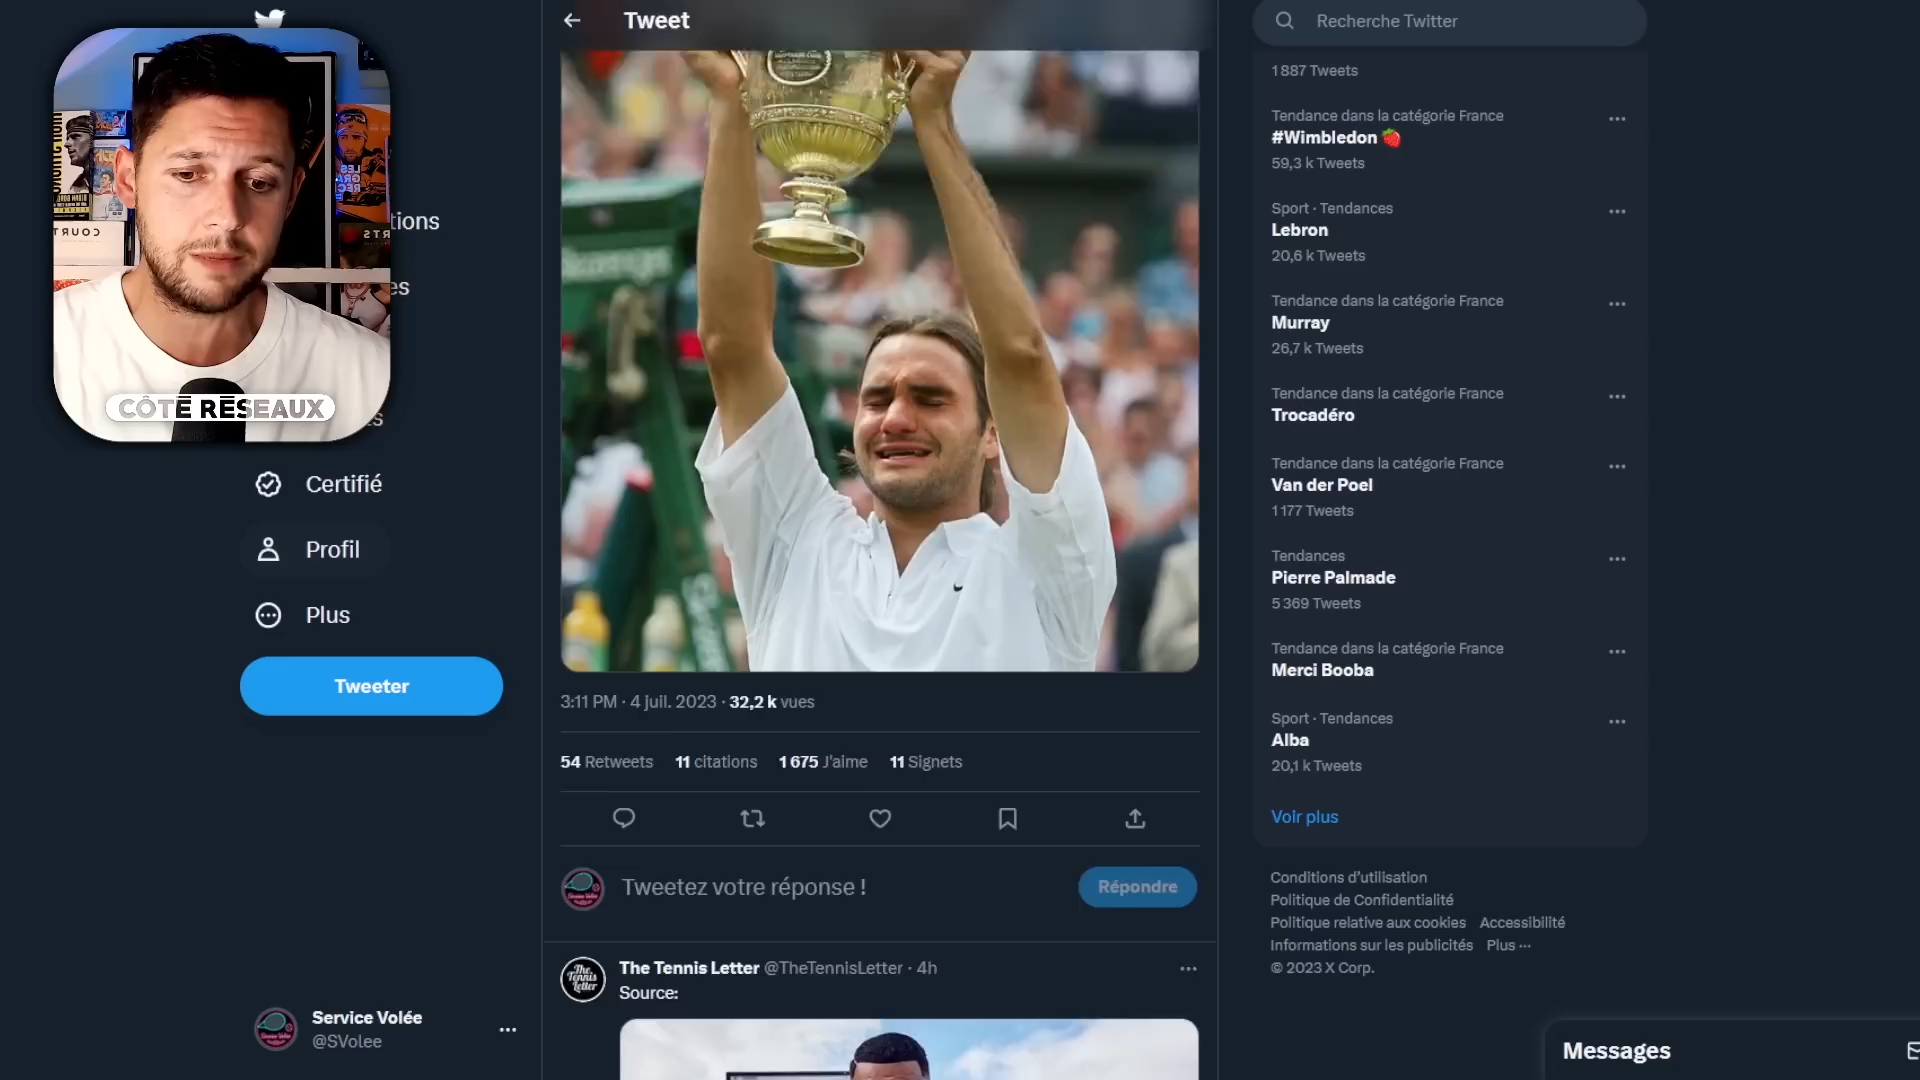 Tweet
Recherche Twitter
1 887 Tweets
Tendance dans la catégorie France
#Wimbledon 🍓
59,3 k Tweets
Sport · Tendances
Lebron
20,6 k Tweets
Tendance dans la catégorie France
Murray
26,7 k Tweets
Tendance dans la catégorie France
Trocadéro
Tendance dans la catégorie France
Van der Poel
1 177 Tweets
Tendances
Pierre Palmade
5 369 Tweets
Tendance dans la catégorie France
Merci Booba
Sport · Tendances
Alba
20,1 k Tweets
Voir plus
Conditions d'utilisation
Politique de Confidentialité
Politique relative aux cookies Accessibilité
Informations sur les publicités Plus ···
© 2023 X Corp.
Messages
tions
es
CÔTÉ RÉSEAUX
s
Certifié
Profil
Plus
Tweeter
Service Volée
@SVolee
3:11 PM · 4 juil. 2023 · 32,2 k vues
54 Retweets 11 citations 1 675 J'aime 11 Signets
Tweetez votre réponse !
Répondre
The Tennis Letter @TheTennisLetter · 4h
Source:
The
Tennis
Letter